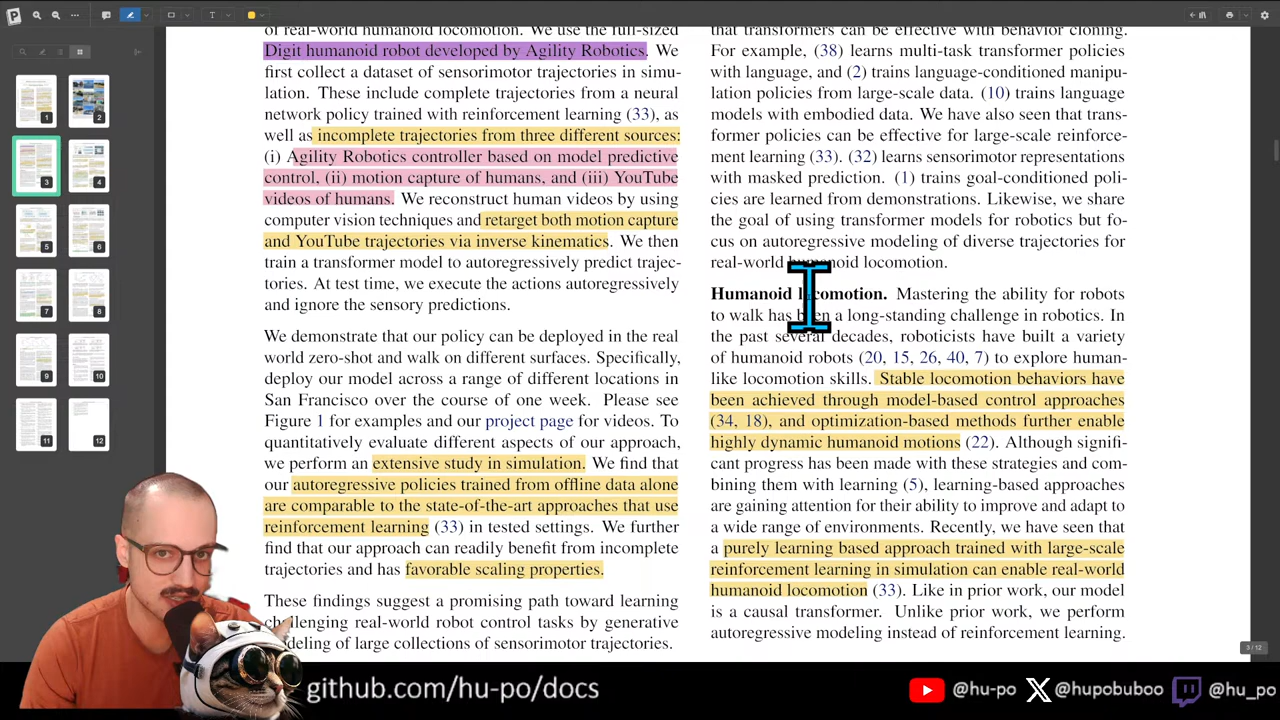 of real-world humanoid locomotion. We use the full-sized
Digit humanoid robot developed by Agility Robotics. We
first collect a dataset of sensorimotor trajectories in simu-
lation. These include complete trajectories from a neural
network policy trained with reinforcement learning (33), as
well as incomplete trajectories from three different sources:
(i) Agility Robotics controller based on model predictive
control, (ii) motion capture of humans, and (iii) YouTube
videos of humans. We reconstruct human videos by using
computer vision techniques and retarget both motion capture
and YouTube trajectories via inverse kinematics. We then
train a transformer model to autoregressively predict trajec-
tories. At test time, we execute the actions autoregressively
and ignore the sensory predictions.
We demonstrate that our policy can be deployed in the real
world zero-shot and walk on different surfaces. Specifically,
deploy our model across a range of different locations in
San Francisco over the course of one week. Please see
Figure 1 for examples and our project page for videos. To
quantitatively evaluate different aspects of our approach,
we perform an extensive study in simulation. We find that
our autoregressive policies trained from offline data alone
are comparable to the state-of-the-art approaches that use
reinforcement learning (33) in tested settings. We further
find that our approach can readily benefit from incomplete
trajectories and has favorable scaling properties.
These findings suggest a promising path toward learning
challenging real-world robot control tasks by generative
modeling of large collections of sensorimotor trajectories.
that transformers can be effective with behavior cloning.
For example, (38) learns multi-task transformer policies
with language, and (2) trains language-conditioned manipu-
lation policies from large-scale data. (10) trains language
models with embodied data. We have also seen that trans-
former policies can be effective for large-scale reinforce-
ment learning (33). (32) learns sensorimotor representations
with masked prediction. (1) trains goal-conditioned poli-
cies are learned from demonstrations. Likewise, we share
the goal of using transformer models for robotics but fo-
cus on autoregressive modeling of diverse trajectories for
real-world humanoid locomotion.
Humanoid locomotion. Mastering the ability for robots
to walk has been a long-standing challenge in robotics. In
the past several decades, roboticists have built a variety
of humanoid robots (20, 15, 26, 40, 7) to explore human-
like locomotion skills. Stable locomotion behaviors have
been achieved through model-based control approaches
(34, 18), and optimization-based methods further enable
highly dynamic humanoid motions (22). Although signifi-
cant progress has been made with these strategies and com-
bining them with learning (5), learning-based approaches
are gaining attention for their ability to improve and adapt to
a wide range of environments. Recently, we have seen that
a purely learning based approach trained with large-scale
reinforcement learning in simulation can enable real-world
humanoid locomotion (33). Like in prior work, our model
is a causal transformer. Unlike prior work, we perform
autoregressive modeling instead of reinforcement learning.
1
2
3
4
5
6
7
8
9
10
11
12
3 / 12
github.com/hu-po/docs
@hu-po
@hupobuboo
@hu_po